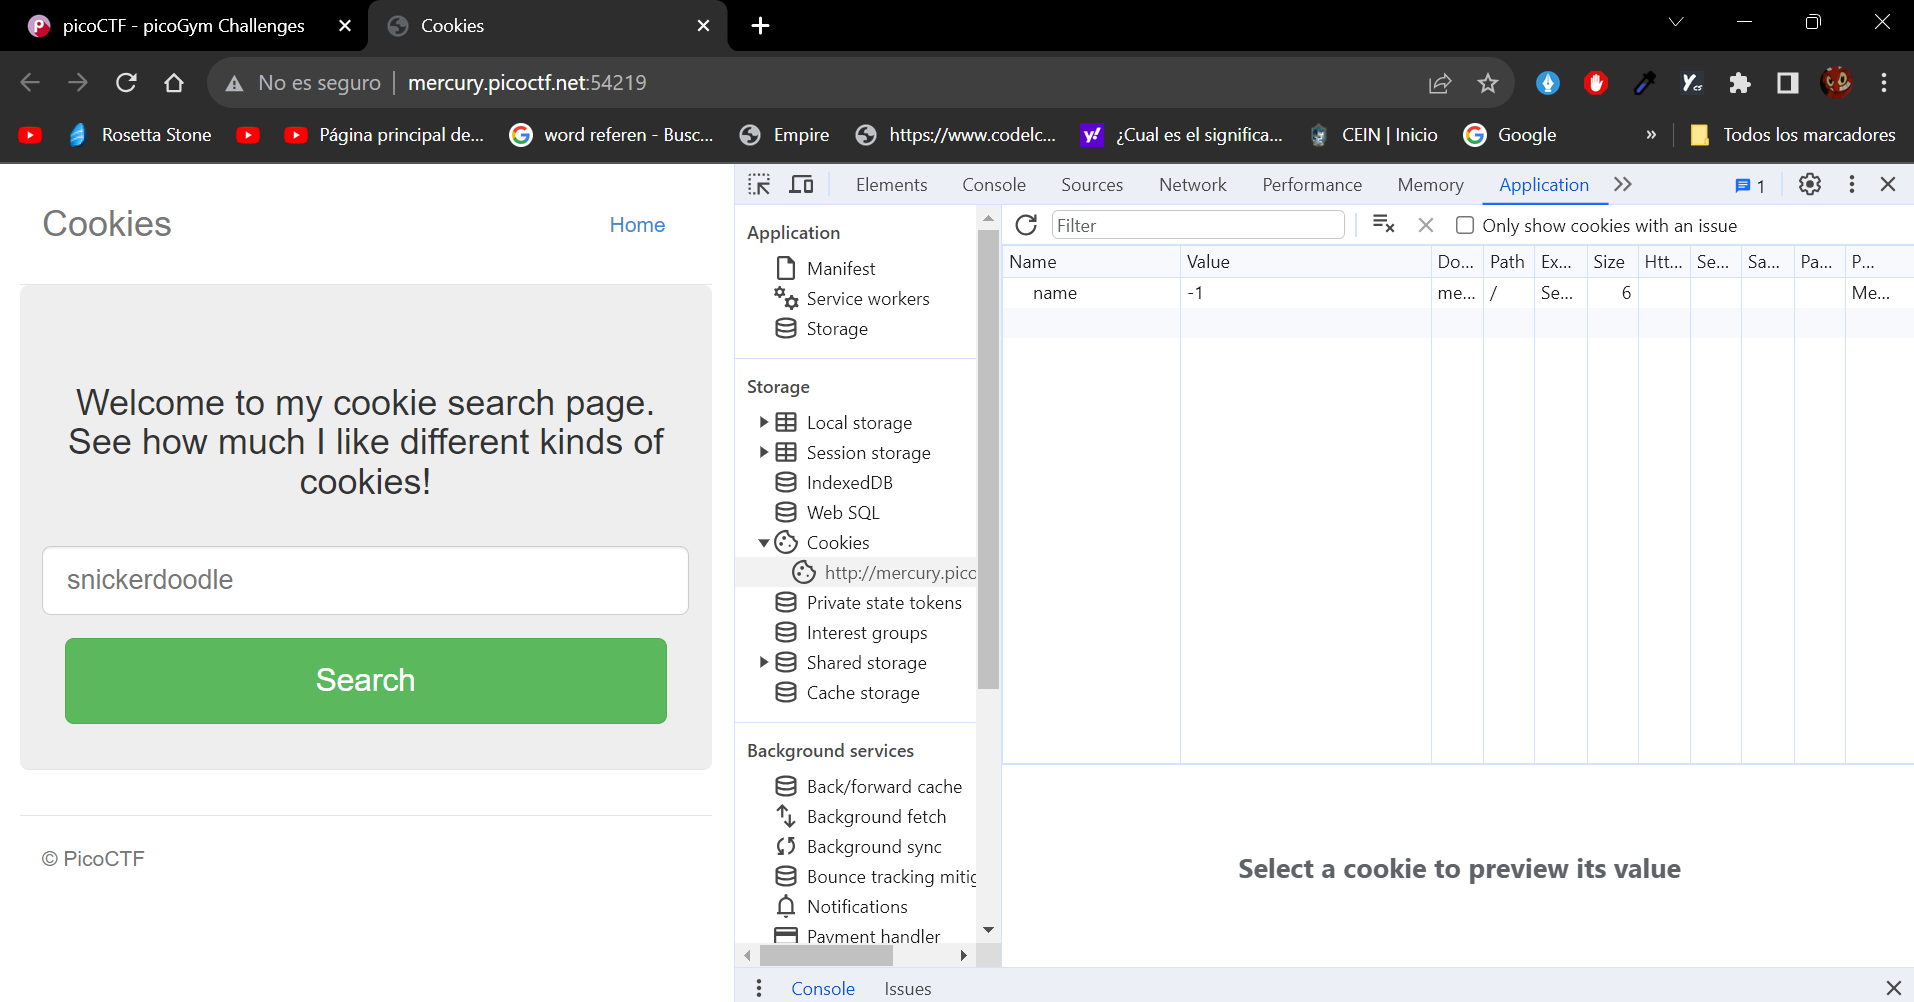 picoCTF - picoGym Challenges
Cookies
No es seguro
mercury.picoctf.net:54219
Rosetta Stone
Página principal de...
word referen - Busc...
Empire
https://www.codelc...
¿Cual es el significa...
CEIN | Inicio
Google
»
Todos los marcadores
Cookies
Home
Welcome to my cookie search page.
See how much I like different kinds of
cookies!
snickerdoodle
Search
© PicoCTF
Elements
Console
Sources
Network
Performance
Memory
Application
1
Application
Manifest
Service workers
Storage
Storage
Local storage
Session storage
IndexedDB
Web SQL
Cookies
http://mercury.pico
Private state tokens
Interest groups
Shared storage
Cache storage
Background services
Back/forward cache
Background fetch
Background sync
Bounce tracking mitig
Notifications
Payment handler
Filter
Only show cookies with an issue
Name Value Do... Path Ex... Size Htt... Se... Sa... Pa... P...
name -1 me... / Se... 6 Me...
Select a cookie to preview its value
Console
Issues